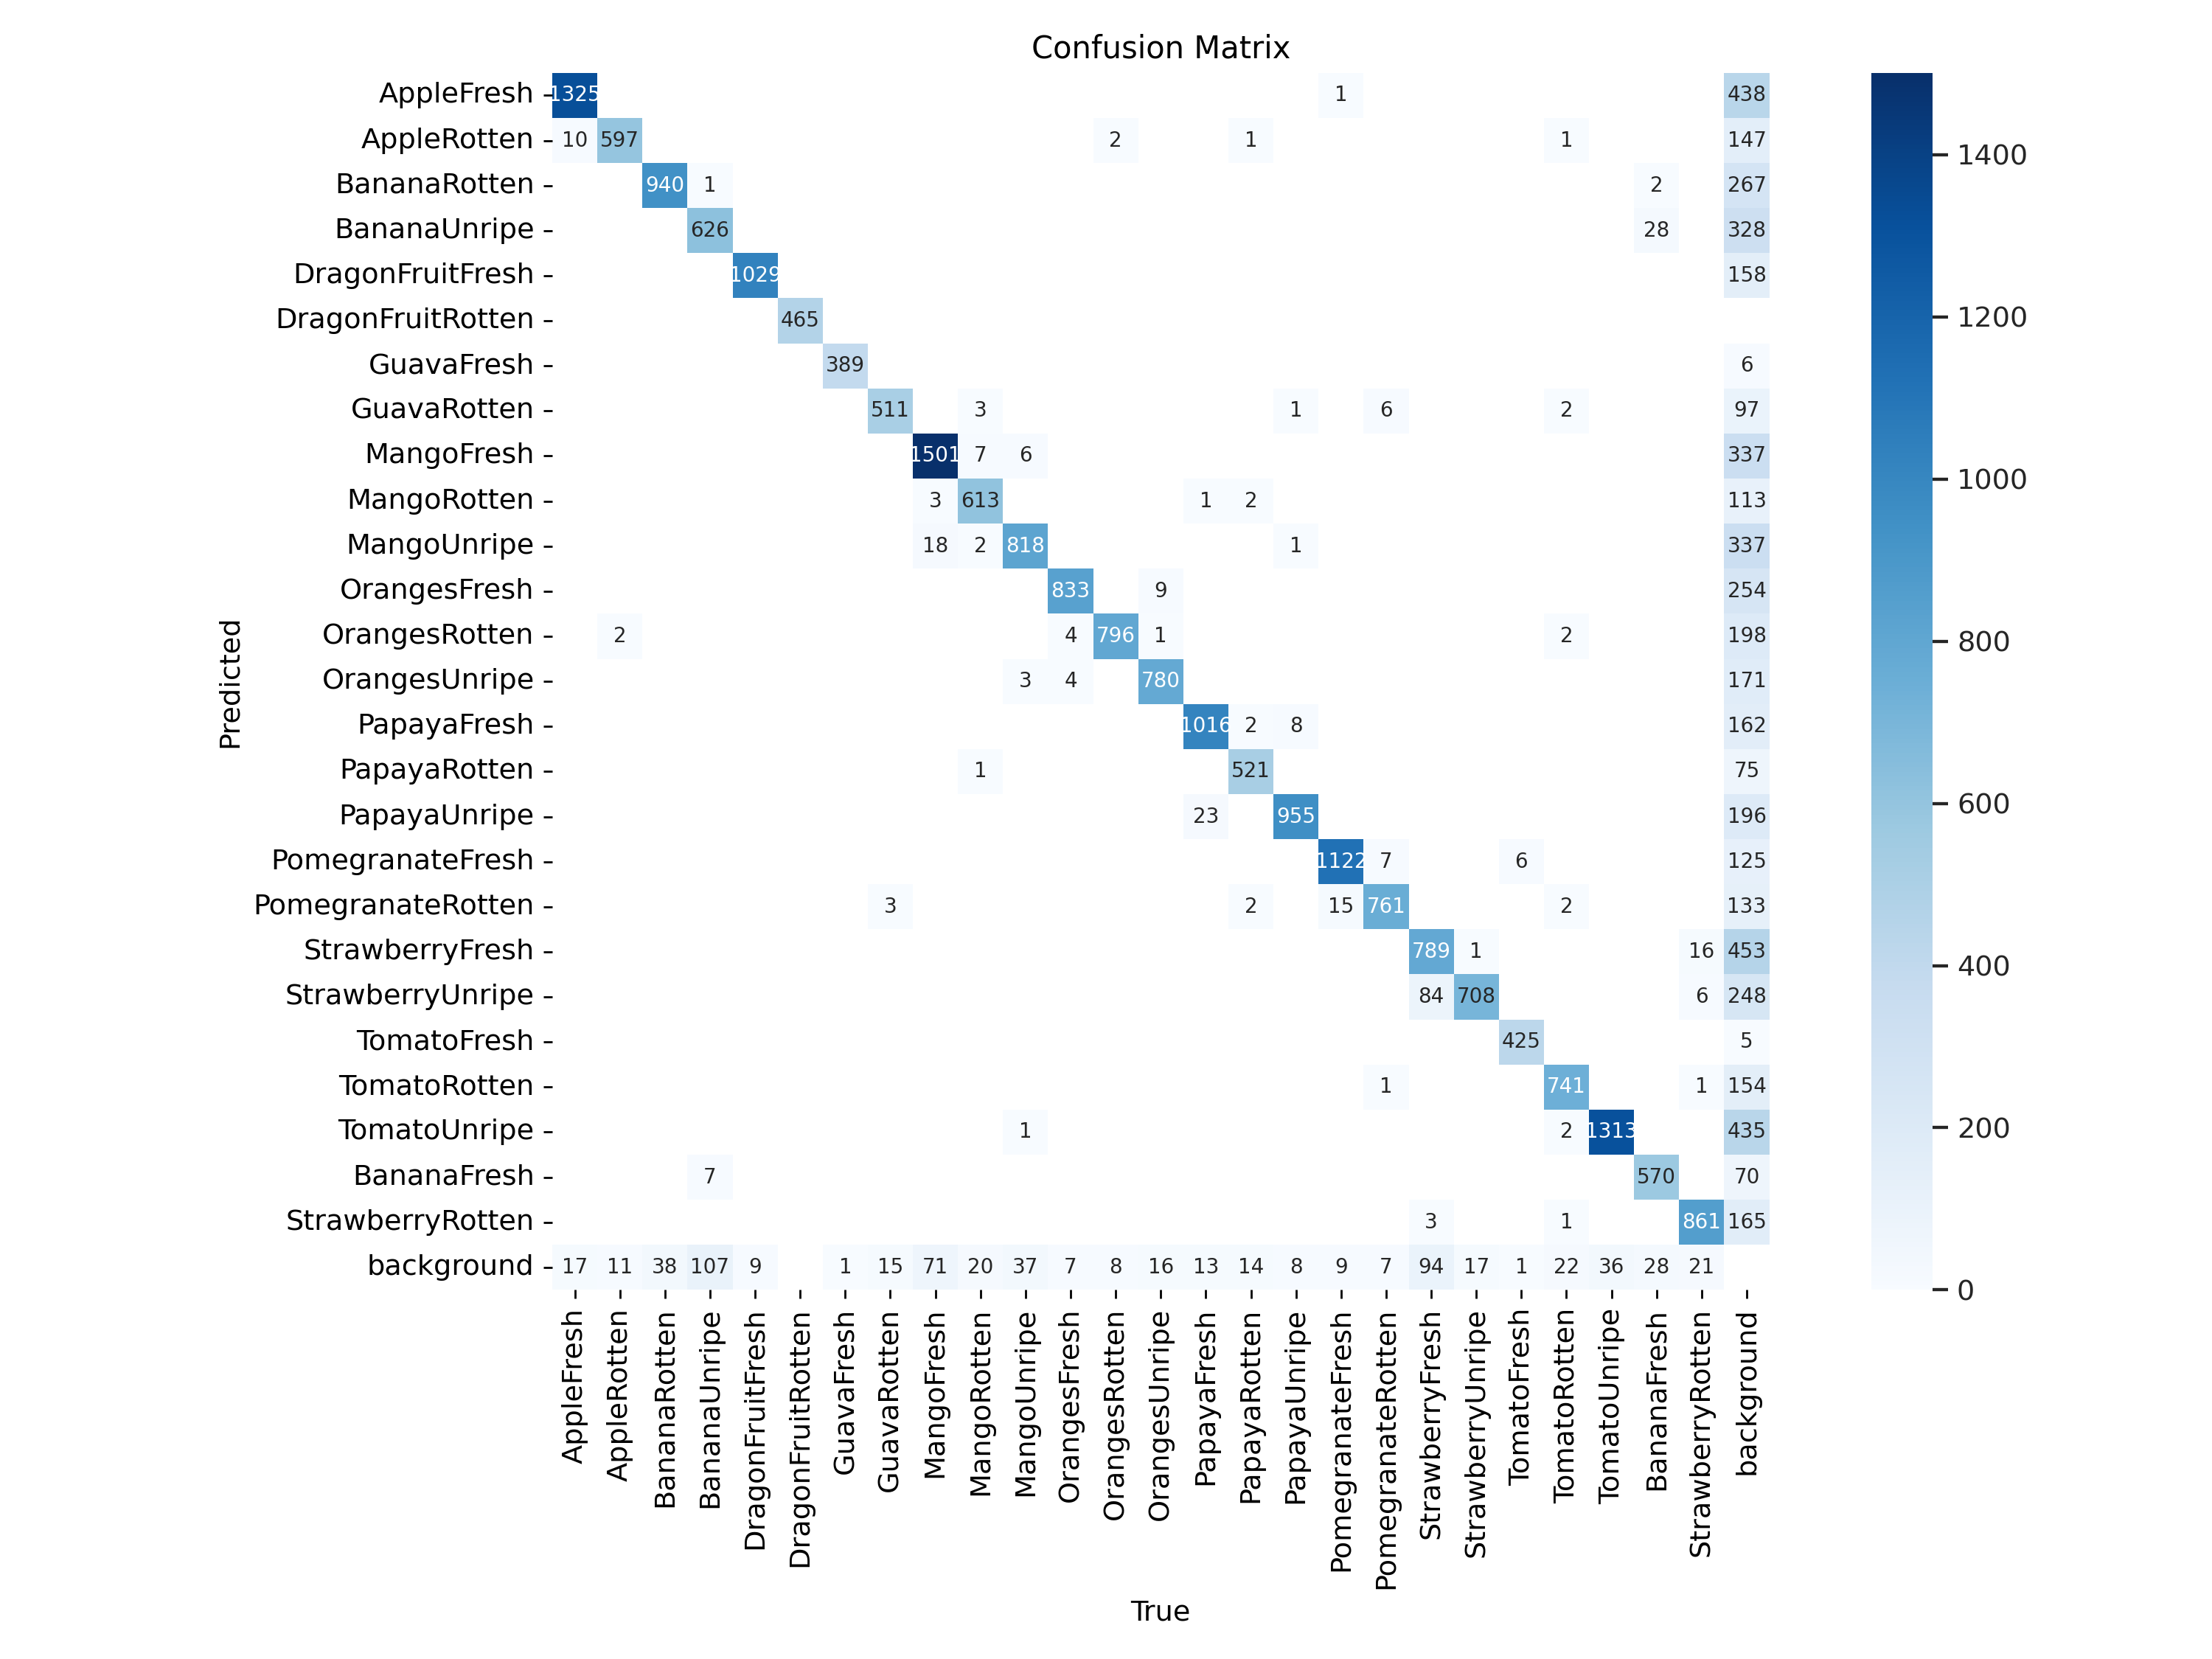 Confusion Matrix
AppleFresh 1325 1 438
AppleRotten 10 597 2 1 1 147
BananaRotten 940 1 2 267
BananaUnripe 626 28 328
DragonFruitFresh 1029 158
DragonFruitRotten 465
GuavaFresh 389 6
GuavaRotten 511 3 1 6 2 97
MangoFresh 1501 7 6 337
MangoRotten 3 613 1 2 113
MangoUnripe 18 2 818 1 337
OrangesFresh 833 9 254
OrangesRotten 2 4 796 1 2 198
OrangesUnripe 3 4 780 171
PapayaFresh 1016 2 8 162
PapayaRotten 1 521 75
PapayaUnripe 23 955 196
PomegranateFresh 1122 7 6 125
PomegranateRotten 3 2 15 761 2 133
StrawberryFresh 789 1 16 453
StrawberryUnripe 84 708 6 248
TomatoFresh 425 5
TomatoRotten 1 741 1 154
TomatoUnripe 1 2 1313 435
BananaFresh 7 570 70
StrawberryRotten 3 1 861 165
background 17 11 38 107 9 1 15 71 20 37 7 8 16 13 14 8 9 7 94 17 1 22 36 28 21
Predicted
AppleFresh
AppleRotten
BananaRotten
BananaUnripe
DragonFruitFresh
DragonFruitRotten
GuavaFresh
GuavaRotten
MangoFresh
MangoRotten
MangoUnripe
OrangesFresh
OrangesRotten
OrangesUnripe
PapayaFresh
PapayaRotten
PapayaUnripe
PomegranateFresh
PomegranateRotten
StrawberryFresh
StrawberryUnripe
TomatoFresh
TomatoRotten
TomatoUnripe
BananaFresh
StrawberryRotten
background
True
1400
1200
1000
800
600
400
200
0